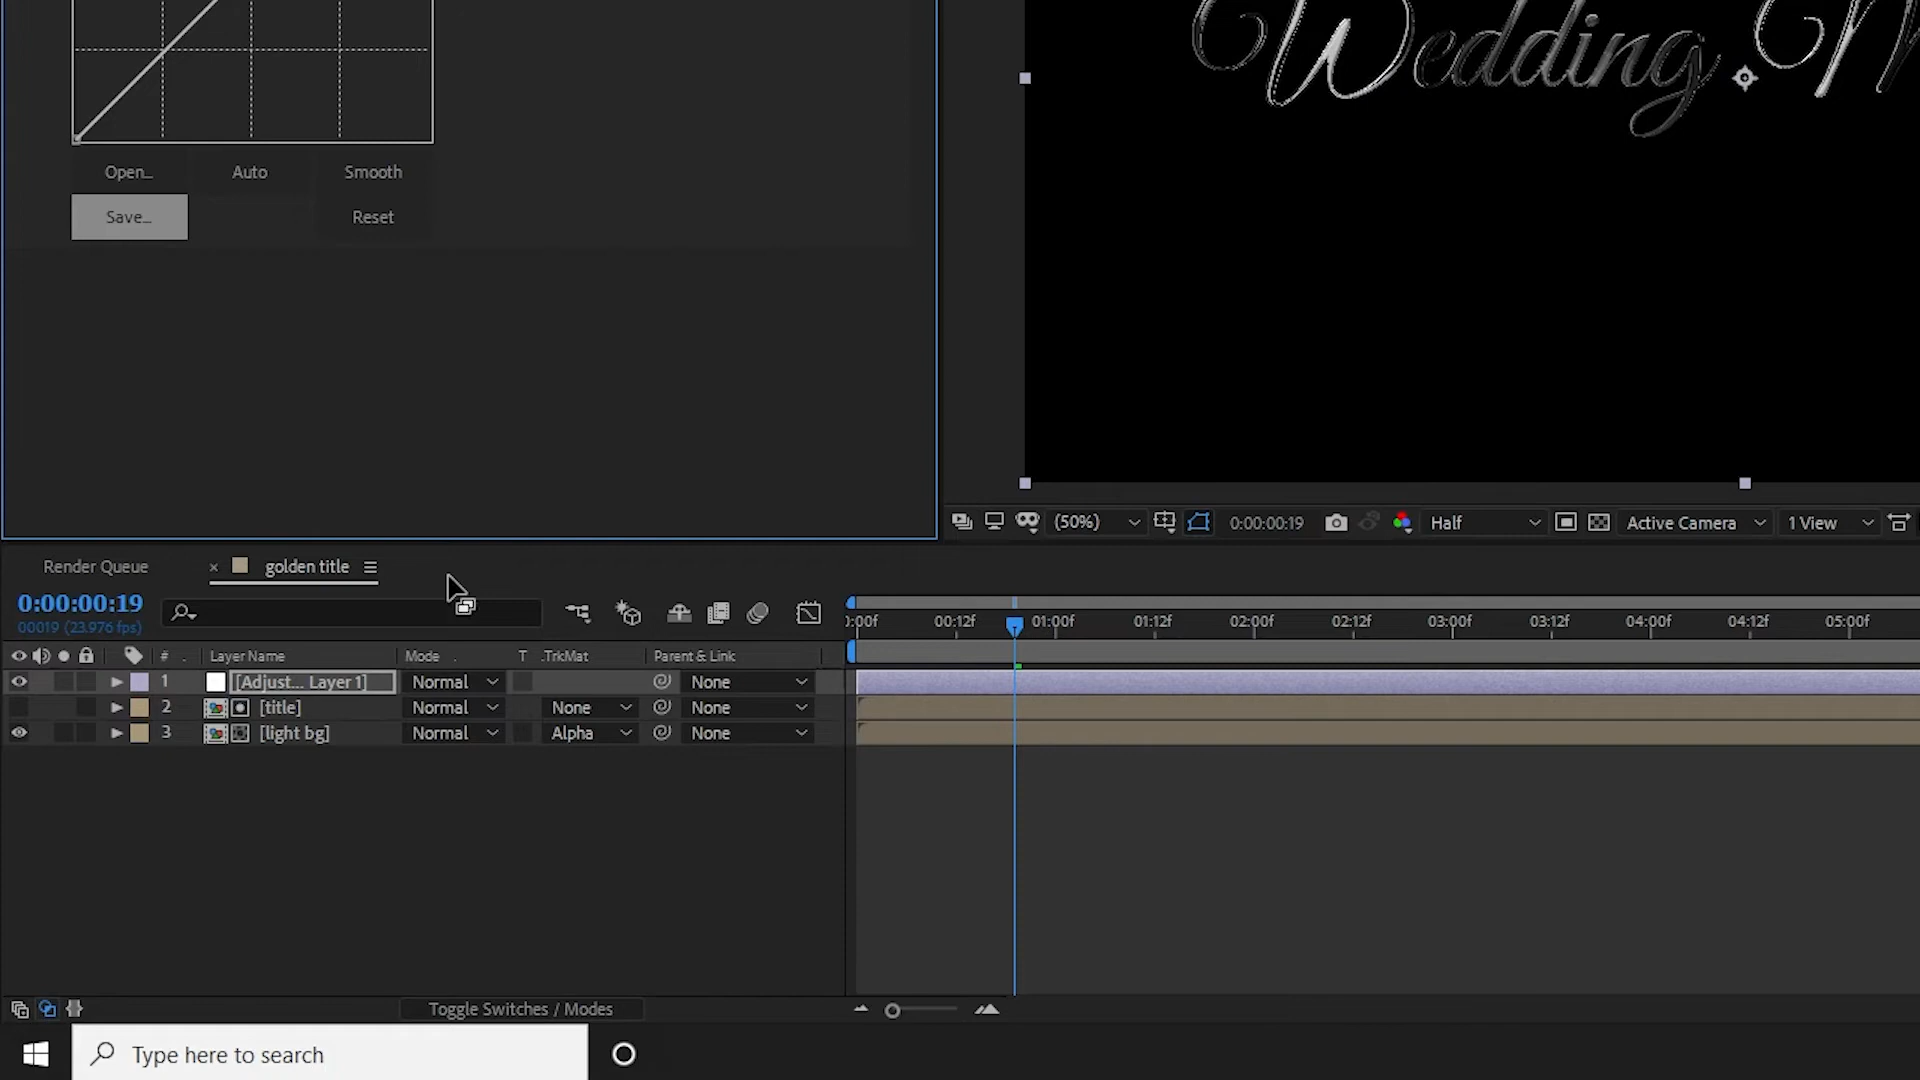 Wedding
Open...
Auto
Smooth
Save...
Reset
(50%)
0:00:00:19
Half
Active Camera
1 View
Render Queue
× golden title
0:00:00:19
00019 (23.976 fps)
0:00f 00:12f 01:00f 01:12f 02:00f 02:12f 03:00f 03:12f 04:00f 04:12f 05:00f
# Layer Name Mode T .TrkMat Parent & Link
1 [Adjust... Layer 1] Normal None
2 [title] Normal None None
3 [light bg] Normal Alpha None
Toggle Switches / Modes
Type here to search